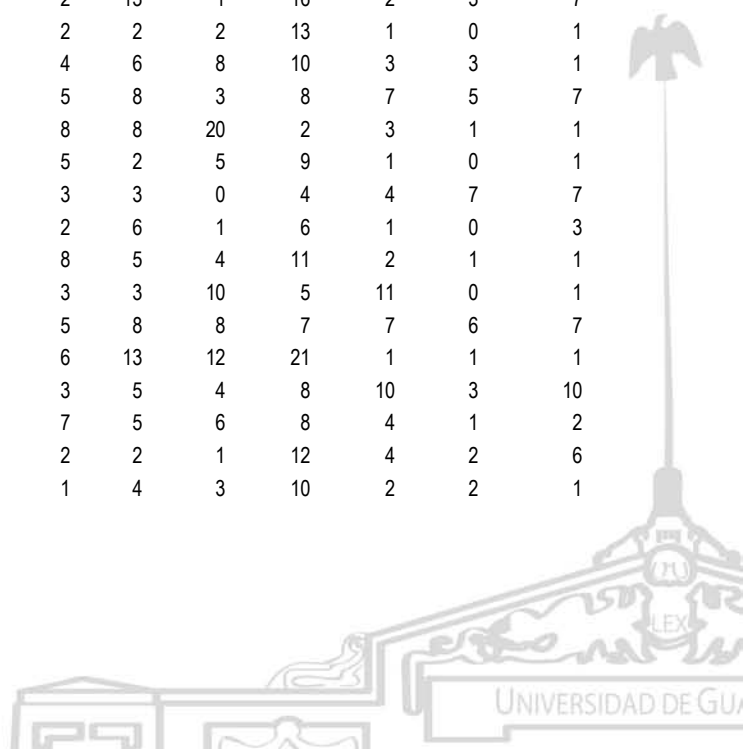 2 2 2 13 1 0 1
4 6 8 10 3 3 1
5 8 3 8 7 5 7
8 8 20 2 3 1 1
5 2 5 9 1 0 1
3 3 0 4 4 7 7
2 6 1 6 1 0 3
8 5 4 11 2 1 1
3 3 10 5 11 0 1
5 8 8 7 7 6 7
6 13 12 21 1 1 1
3 5 4 8 10 3 10
7 5 6 8 4 1 2
2 2 1 12 4 2 6
1 4 3 10 2 2 1
LEX
UNIVERSIDAD DE GUA